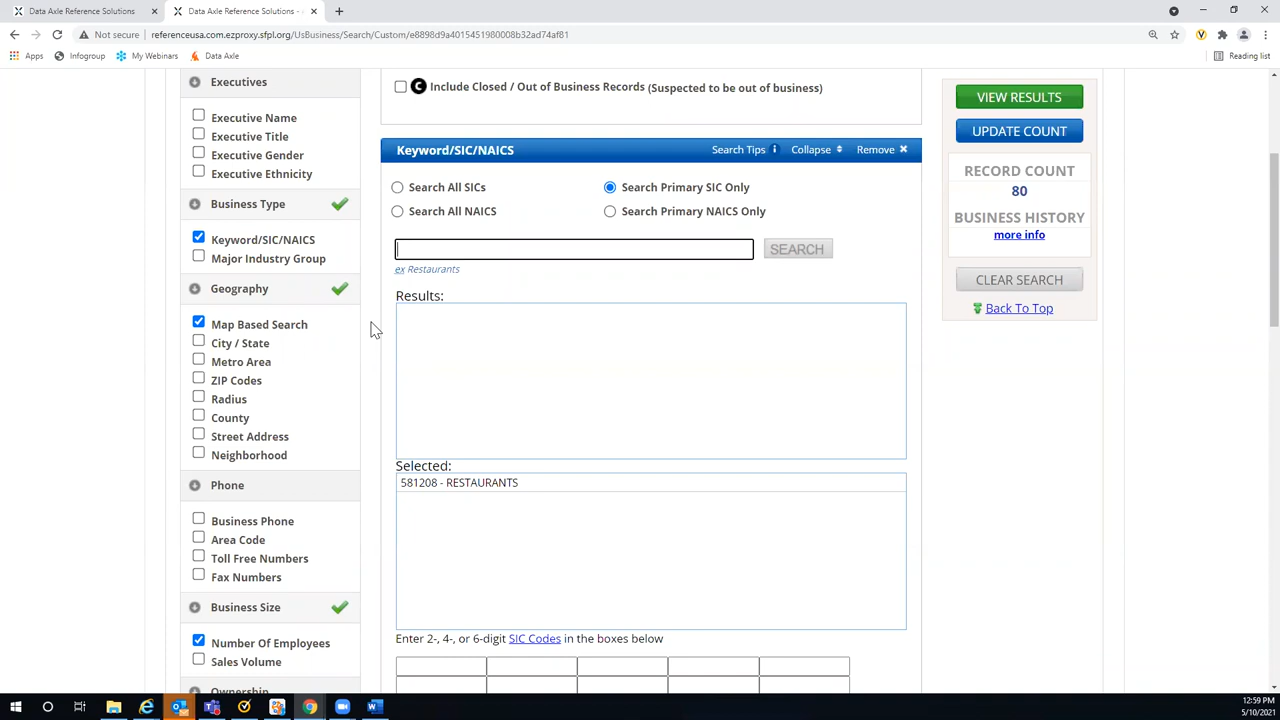 Data Axle Reference Solutions
Data Axle Reference Solutions -
Not secure
referenceusa.com.ezproxy.sfpl.org/UsBusiness/Search/Custom/e8898d9a4015451980008b32ad74af81
Apps
Infogroup
My Webinars
Data Axle
Reading list
Executives
Executive Name
Executive Title
Executive Gender
Executive Ethnicity
Business Type
Keyword/SIC/NAICS
Major Industry Group
Geography
Map Based Search
City / State
Metro Area
ZIP Codes
Radius
County
Street Address
Neighborhood
Phone
Business Phone
Area Code
Toll Free Numbers
Fax Numbers
Business Size
Number Of Employees
Sales Volume
Ownership
C Include Closed / Out of Business Records (Suspected to be out of business)
Keyword/SIC/NAICS
Search Tips i
Collapse
Remove
Search All SICs
Search Primary SIC Only
Search All NAICS
Search Primary NAICS Only
SEARCH
ex Restaurants
Results:
Selected:
581208 - RESTAURANTS
Enter 2-, 4-, or 6-digit SIC Codes in the boxes below
VIEW RESULTS
UPDATE COUNT
RECORD COUNT
80
BUSINESS HISTORY
more info
CLEAR SEARCH
Back To Top
12:59 PM
5/10/2021